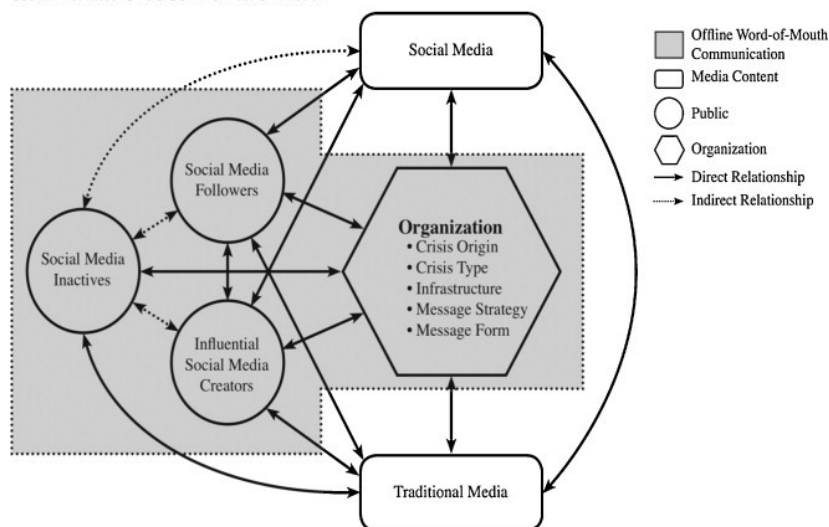 Social Media
Offline Word-of-Mouth
Communication
Media Content
Public
Organization
Direct Relationship
Indirect Relationship
Social Media
Followers
Social Media
Inactives
Influential
Social Media
Creators
Organization
• Crisis Origin
• Crisis Type
• Infrastructure
• Message Strategy
• Message Form
Traditional Media